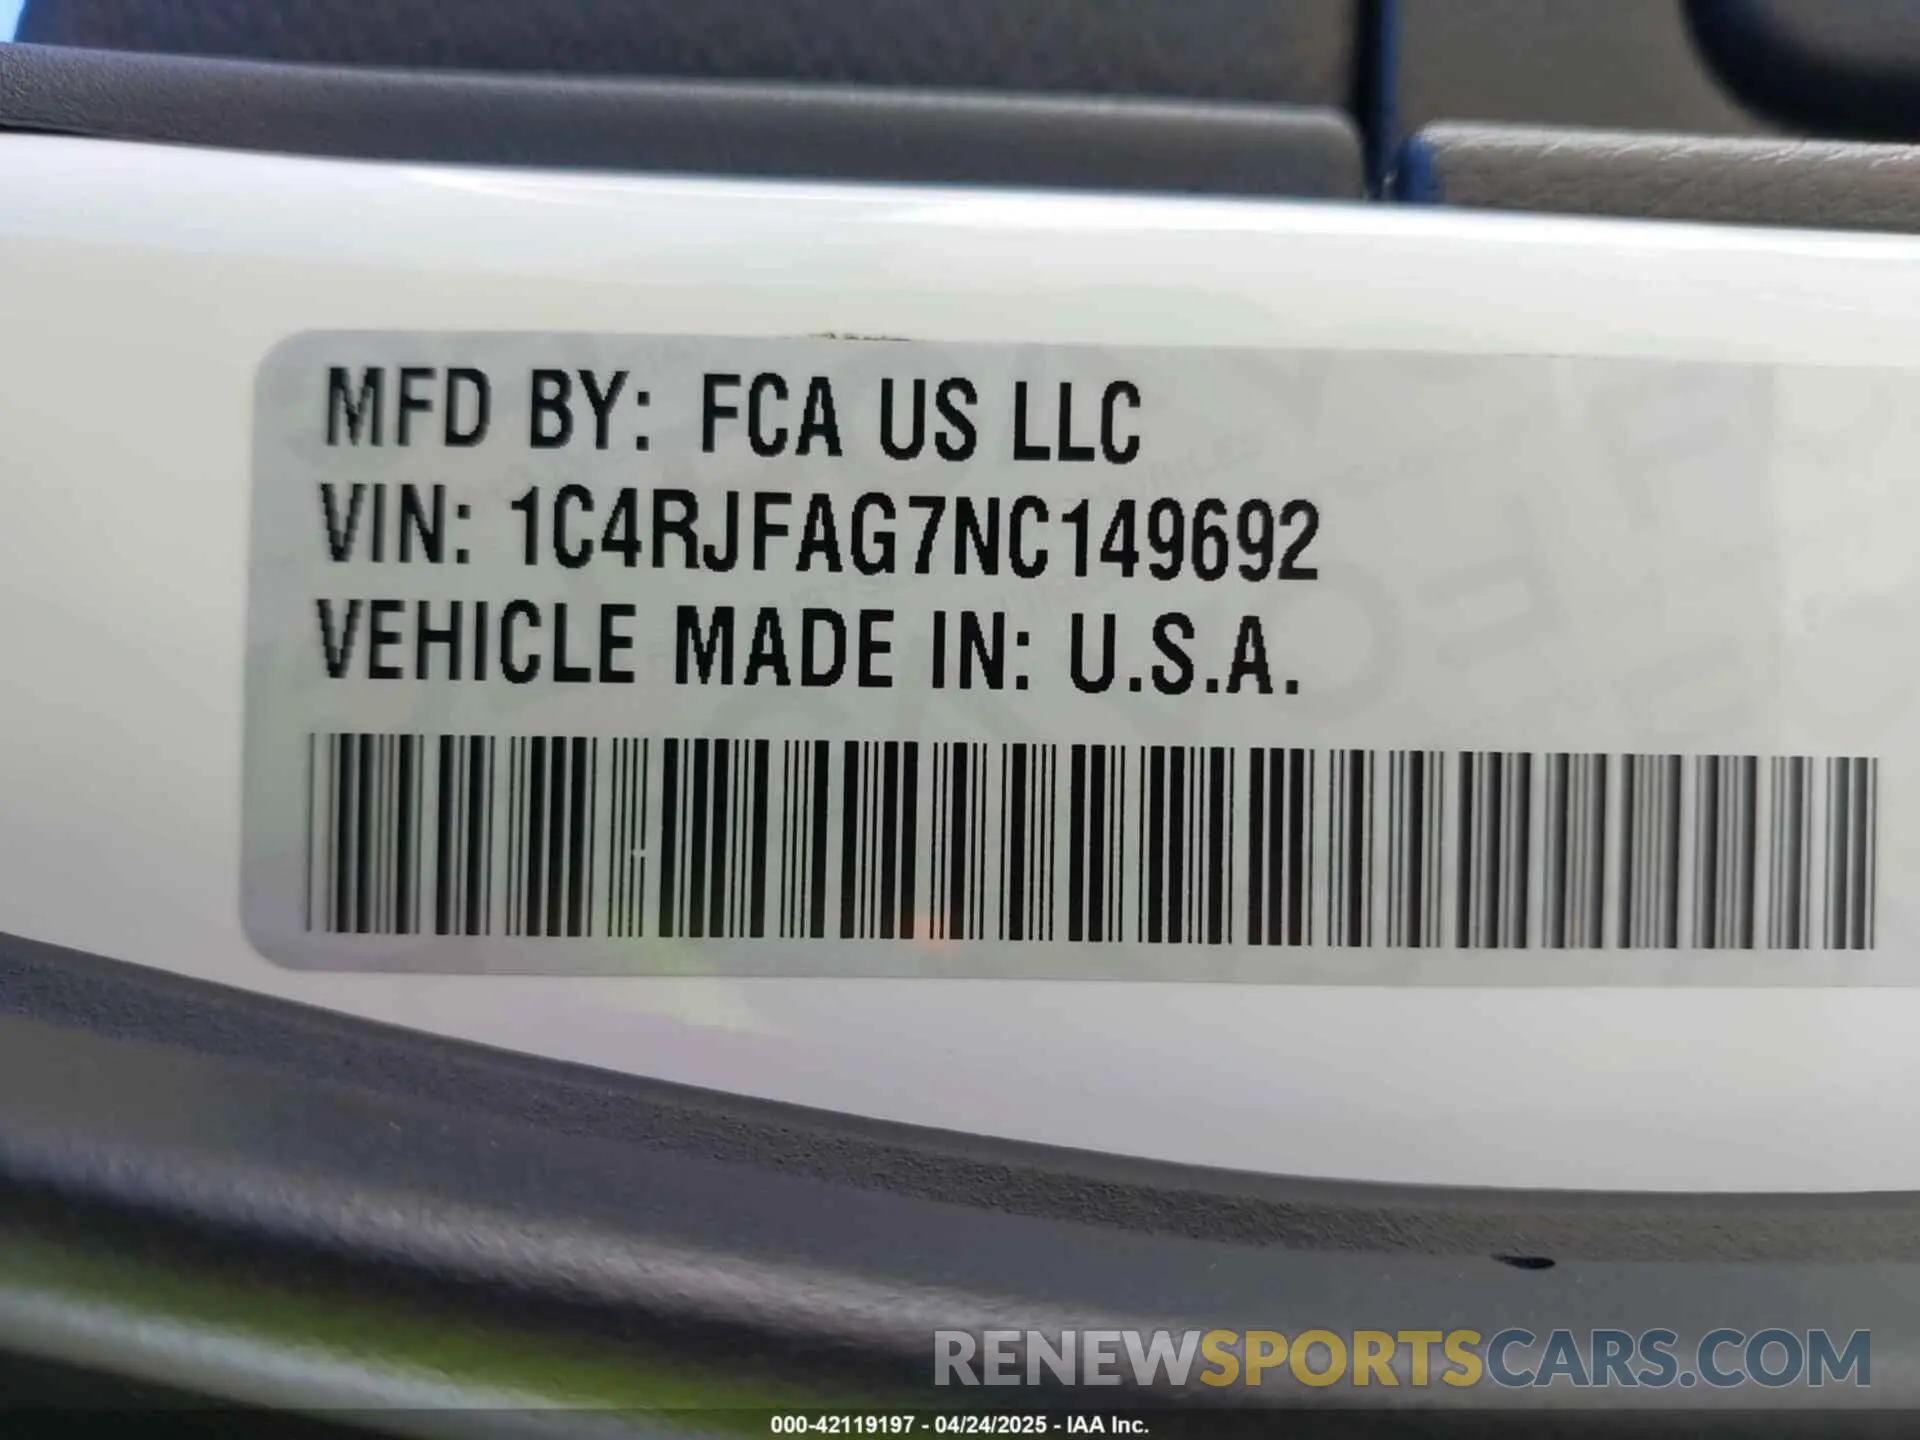 MFD BY: FCA US LLC
VIN: 1C4RJFAG7NC149692
VEHICLE MADE IN: U.S.A.
RENEWSPORTSCARS.COM
000-42119197 - 04/24/2025 - IAA Inc.